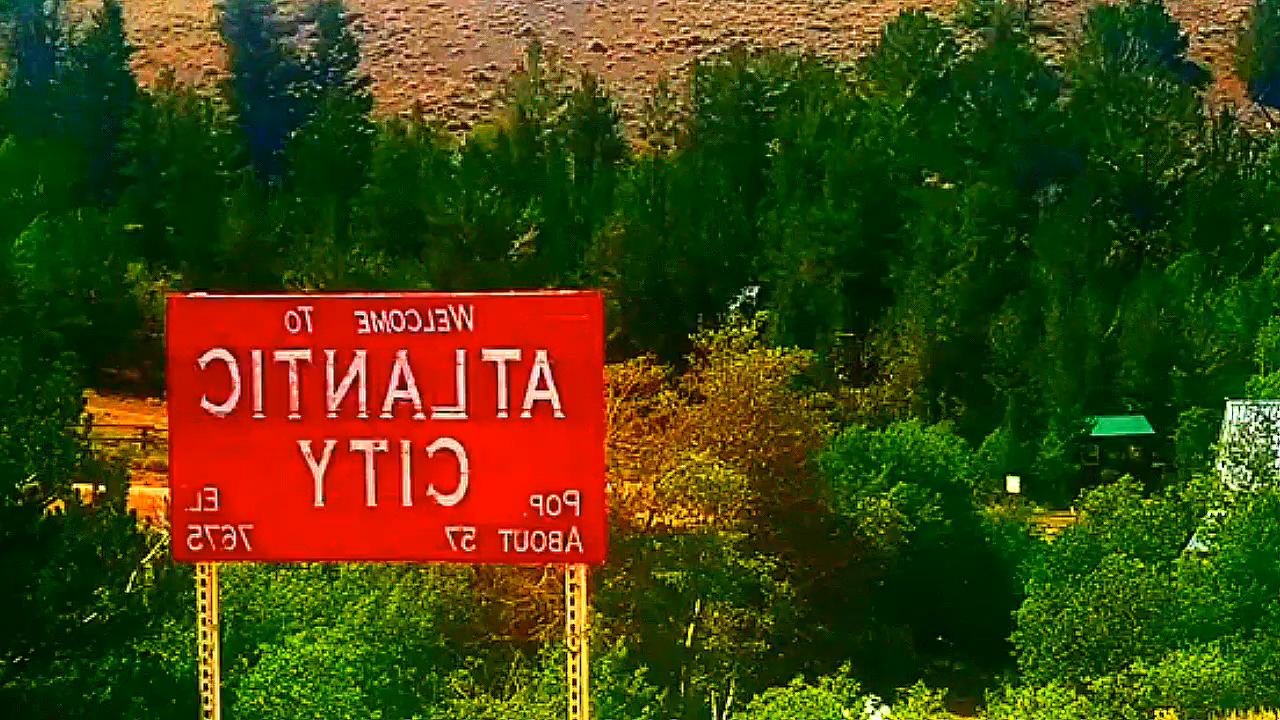 WELCOME TO
ATLANTIC
CITY
POP. EL.
ABOUT 57 7675